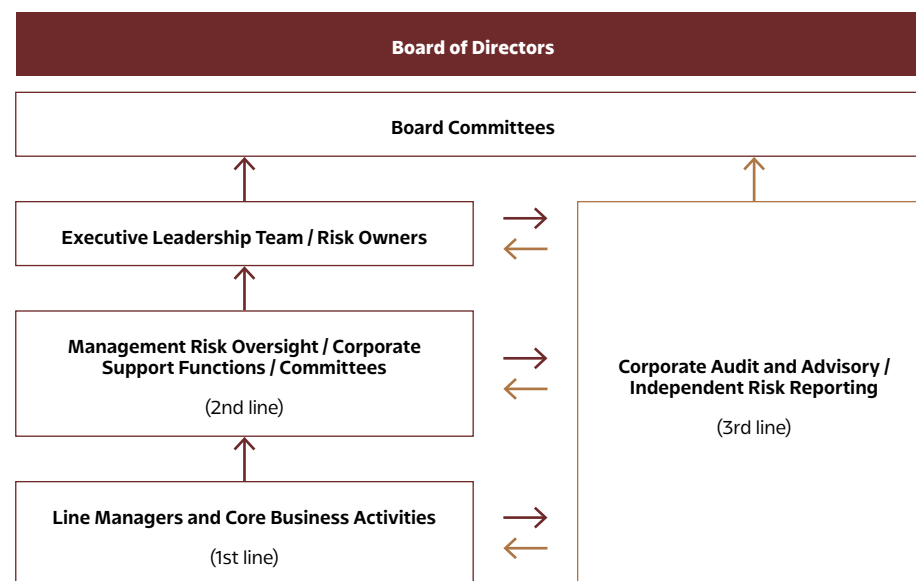 Board of Directors
Board Committees
Executive Leadership Team / Risk Owners
Management Risk Oversight / Corporate
Support Functions / Committees
(2nd line)
Corporate Audit and Advisory /
Independent Risk Reporting
(3rd line)
Line Managers and Core Business Activities
(1st line)